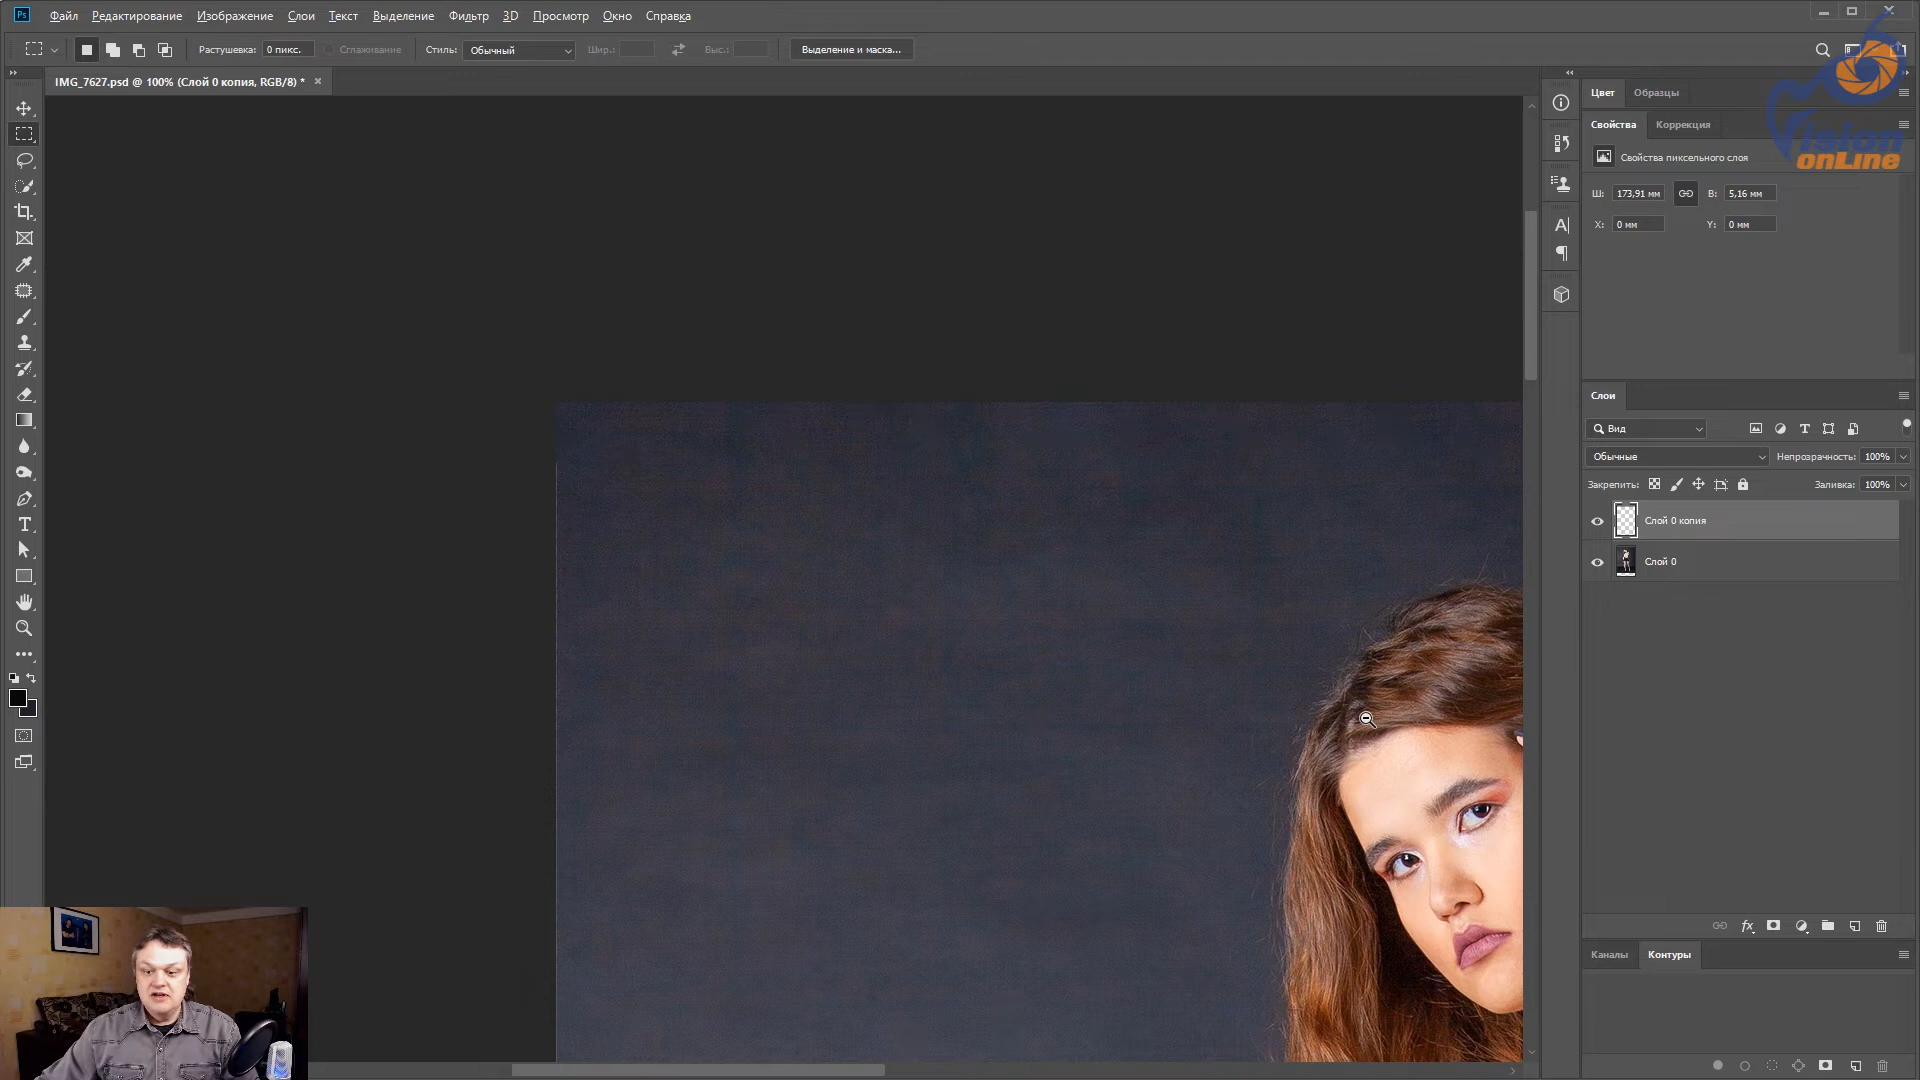 Ps Файл Редактирование Изображение Слои Текст Выделение Фильтр 3D Просмотр Окно Справка
Растушевка: 0 пикс. Сглаживание Стиль: Обычный Шир.: Выс.: Выделение и маска...
IMG_7627.psd @ 100% (Слой 0 копия, RGB/8) *
Цвет Образцы
Свойства Коррекция
Vision
onLine
Свойства пиксельного слоя
Ш: 173,91 мм В: 5,16 мм
X: 0 мм Y: 0 мм
Слои
Вид
Обычные Непрозрачность: 100%
Закрепить: Заливка: 100%
Слой 0 копия
Слой 0
Каналы Контуры